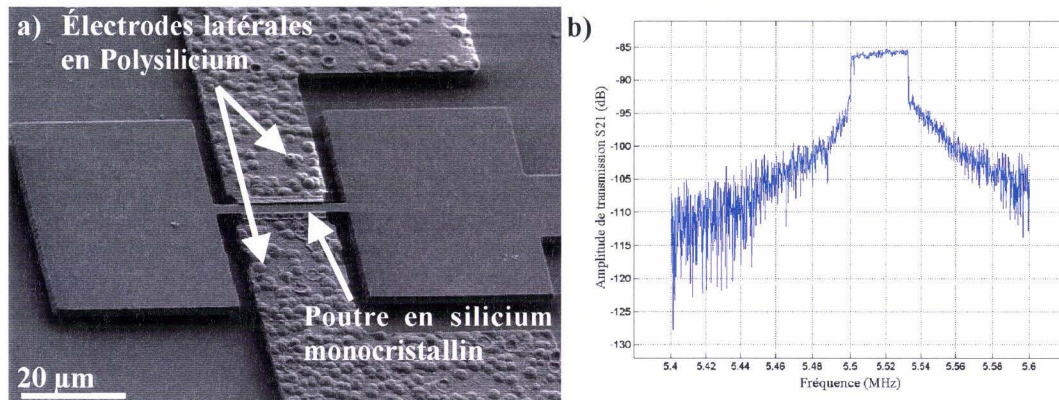 a) Électrodes latérales
en Polysilicium
Poutre en silicium
monocristallin
20 µm
b)
Amplitude de transmission S21 (dB)
-85
-90
-95
-100
-105
-110
-115
-120
-125
-130
5.4 5.42 5.44 5.46 5.48 5.5 5.52 5.54 5.56 5.58 5.6
Fréquence (MHz)